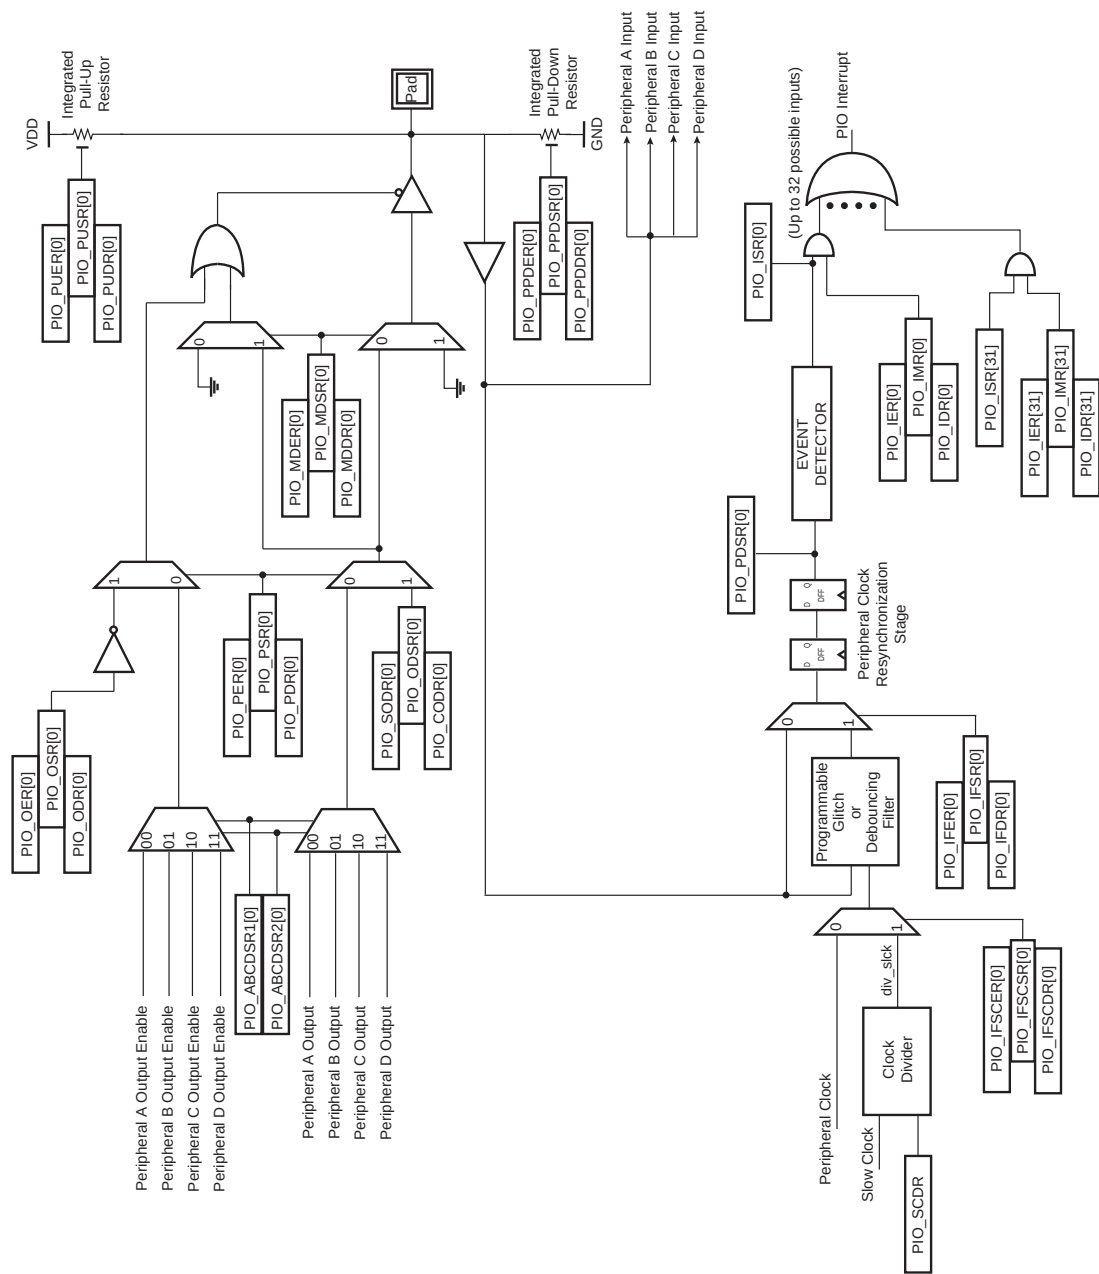 VDD
Integrated
Pull-Up
Resistor
PIO_PUER[0]
PIO_PUSR[0]
PIO_PUDR[0]
Pad
Integrated
Pull-Down
Resistor
GND
PIO_PPDER[0]
PIO_PPDSR[0]
PIO_PPDDR[0]
Peripheral A Input
Peripheral B Input
Peripheral C Input
Peripheral D Input
(Up to 32 possible inputs)
PIO Interrupt
0
1
0
1
PIO_MDER[0]
PIO_MDSR[0]
PIO_MDDR[0]
1
0
0
1
PIO_OER[0]
PIO_OSR[0]
PIO_ODR[0]
PIO_PER[0]
PIO_PSR[0]
PIO_PDR[0]
PIO_SODR[0]
PIO_ODSR[0]
PIO_CODR[0]
00
01
10
11
00
01
10
11
PIO_ABCDSR1[0]
PIO_ABCDSR2[0]
Peripheral A Output Enable
Peripheral B Output Enable
Peripheral C Output Enable
Peripheral D Output Enable
Peripheral A Output
Peripheral B Output
Peripheral C Output
Peripheral D Output
PIO_ISR[0]
EVENT
DETECTOR
PIO_IER[0]
PIO_IMR[0]
PIO_IDR[0]
PIO_ISR[31]
PIO_IER[31]
PIO_IMR[31]
PIO_IDR[31]
PIO_PDSR[0]
D Q
DFF
D Q
DFF
Peripheral Clock
Resynchronization
Stage
0
1
Programmable
Glitch
or
Debouncing
Filter
PIO_IFER[0]
PIO_IFSR[0]
PIO_IFDR[0]
0
1
div_slck
Clock
Divider
Peripheral Clock
Slow Clock
PIO_SCDR
PIO_IFSCER[0]
PIO_IFSCSR[0]
PIO_IFSCDR[0]